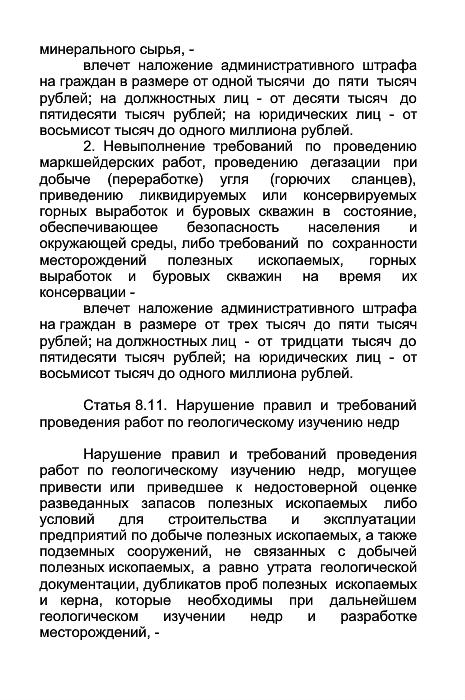 минерального сырья, -
влечет наложение административного штрафа
на граждан в размере от одной тысячи до пяти тысяч
рублей; на должностных лиц - от десяти тысяч до
пятидесяти тысяч рублей; на юридических лиц - от
восьмисот тысяч до одного миллиона рублей.
2. Невыполнение требований по проведению
маркшейдерских работ, проведению дегазации при
добыче (переработке) угля (горючих сланцев),
приведению ликвидируемых или консервируемых
горных выработок и буровых скважин в состояние,
обеспечивающее безопасность населения и
окружающей среды, либо требований по сохранности
месторождений полезных ископаемых, горных
выработок и буровых скважин на время их
консервации -
влечет наложение административного штрафа
на граждан в размере от трех тысяч до пяти тысяч
рублей; на должностных лиц - от тридцати тысяч до
пятидесяти тысяч рублей; на юридических лиц - от
восьмисот тысяч до одного миллиона рублей.
Статья 8.11. Нарушение правил и требований
проведения работ по геологическому изучению недр
Нарушение правил и требований проведения
работ по геологическому изучению недр, могущее
привести или приведшее к недостоверной оценке
разведанных запасов полезных ископаемых либо
условий для строительства и эксплуатации
предприятий по добыче полезных ископаемых, а также
подземных сооружений, не связанных с добычей
полезных ископаемых, а равно утрата геологической
документации, дубликатов проб полезных ископаемых
и керна, которые необходимы при дальнейшем
геологическом изучении недр и разработке
месторождений, -